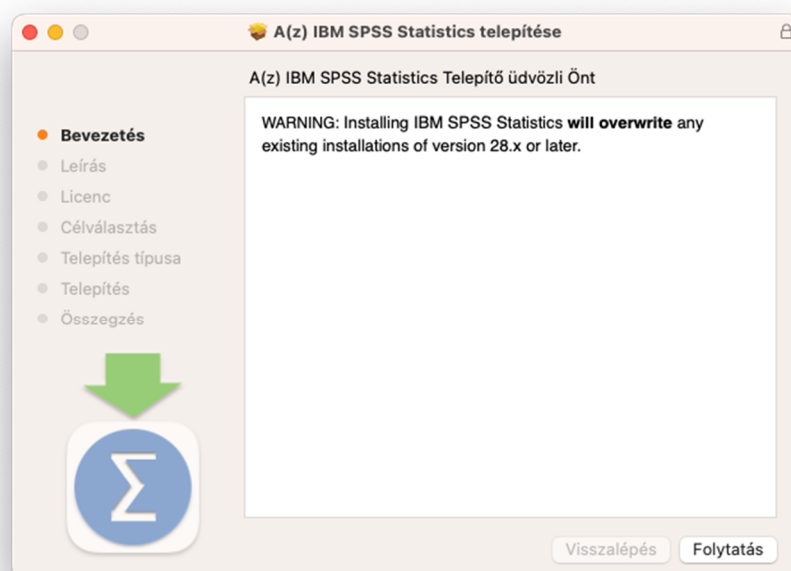 A(z) IBM SPSS Statistics telepítése
A(z) IBM SPSS Statistics Telepítő üdvözli Önt
Bevezetés
Leírás
Licenc
Célválasztás
Telepítés típusa
Telepítés
Összegzés
WARNING: Installing IBM SPSS Statistics will overwrite any
existing installations of version 28.x or later.
Σ
Visszalépés
Folytatás